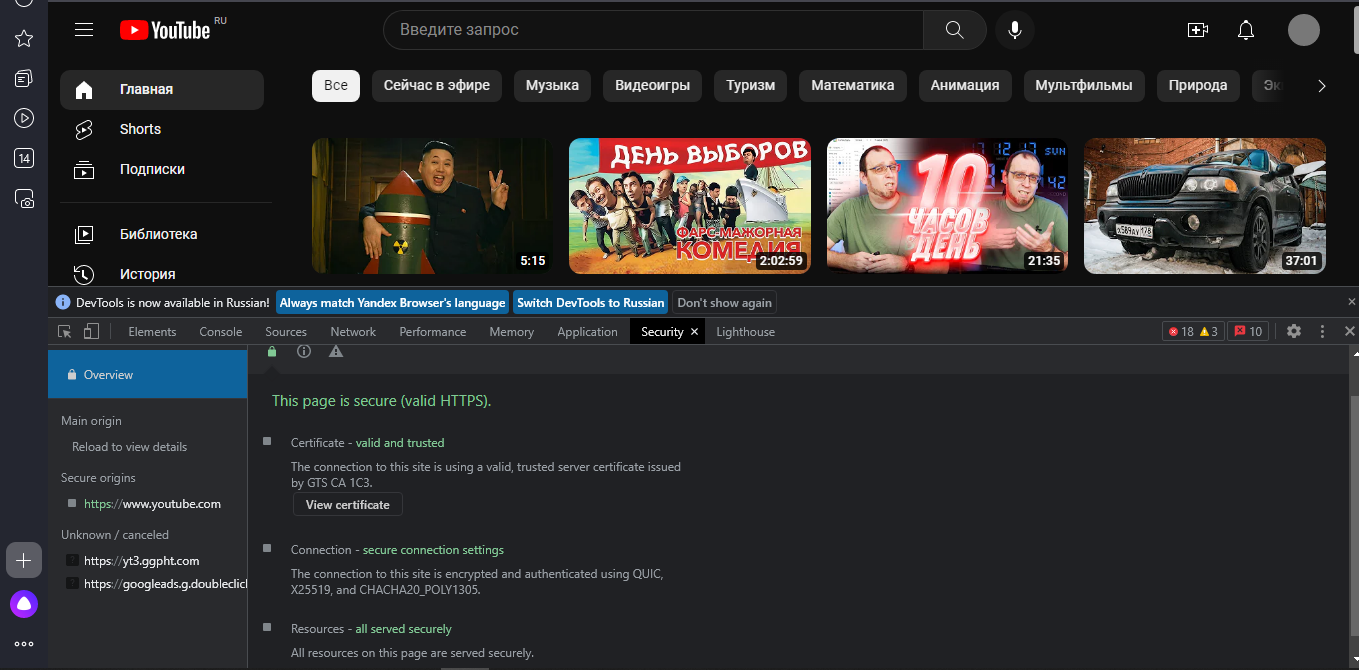 YouTube RU
Введите запрос
Главная
Shorts
Подписки
Библиотека
История
Все
Сейчас в эфире
Музыка
Видеоигры
Туризм
Математика
Анимация
Мультфильмы
Природа
5:15
ДЕНЬ ВЫБОРОВ
ФАРС-МАЖОРНАЯ
КОМЕДИЯ
2:02:59
10
ЧАСОВ
В ДЕНЬ
SUN
42
21:35
37:01
14
DevTools is now available in Russian!
Always match Yandex Browser's language
Switch DevTools to Russian
Don't show again
Elements
Console
Sources
Network
Performance
Memory
Application
Security
Lighthouse
18
3
10
Overview
Main origin
Reload to view details
Secure origins
https://www.youtube.com
Unknown / canceled
https://yt3.ggpht.com
https://googleads.g.doubleclic
This page is secure (valid HTTPS).
Certificate - valid and trusted
The connection to this site is using a valid, trusted server certificate issued
by GTS CA 1C3.
View certificate
Connection - secure connection settings
The connection to this site is encrypted and authenticated using QUIC,
X25519, and CHACHA20_POLY1305.
Resources - all served securely
All resources on this page are served securely.